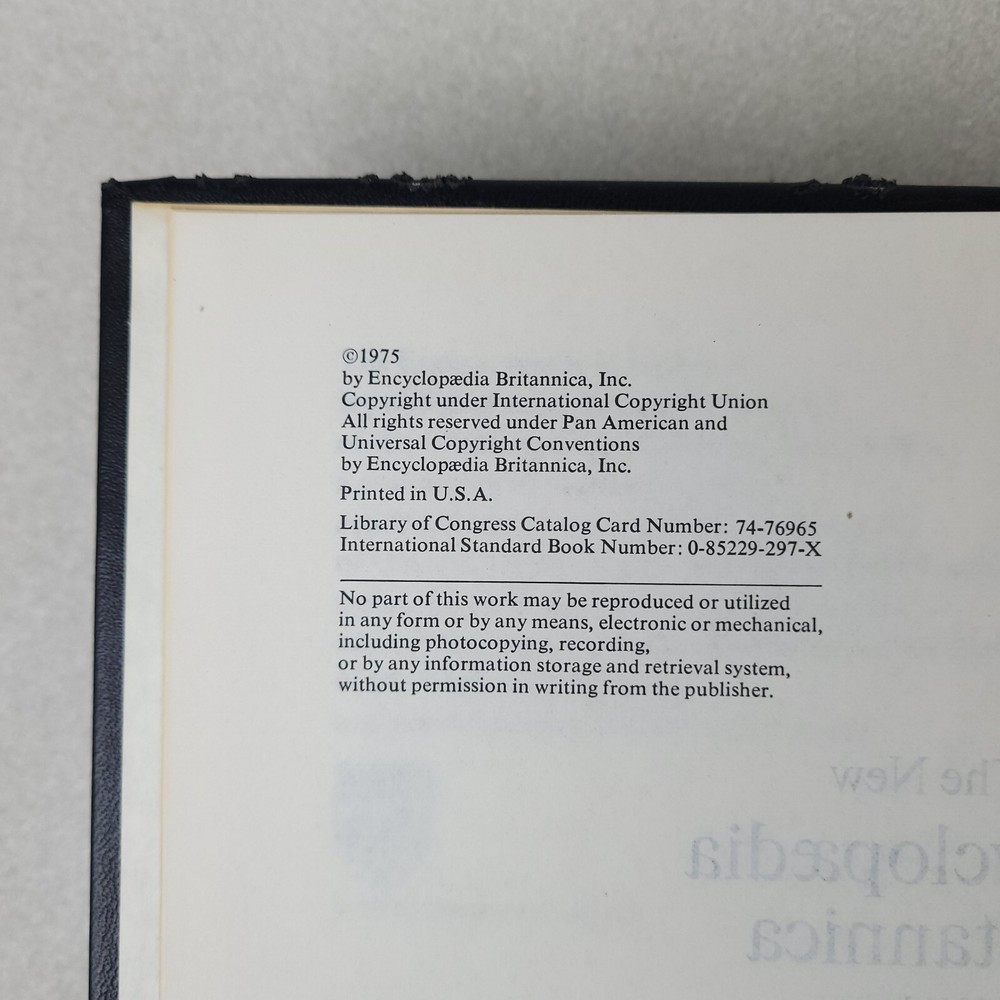 ©1975
by Encyclopædia Britannica, Inc.
Copyright under International Copyright Union
All rights reserved under Pan American and
Universal Copyright Conventions
by Encyclopædia Britannica, Inc.
Printed in U.S.A.
Library of Congress Catalog Card Number: 74-76965
International Standard Book Number: 0-85229-297-X
No part of this work may be reproduced or utilized
in any form or by any means, electronic or mechanical,
including photocopying, recording,
or by any information storage and retrieval system,
without permission in writing from the publisher.
he New
clopædia
tannica